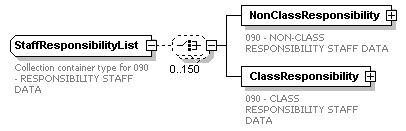 NonClassResponsibility
090 - NON-CLASS
RESPONSIBILITY STAFF DATA
StaffResponsibilityList
Collection container type for 090
- RESPONSIBILITY STAFF
DATA
0..150
ClassResponsibility
090 - CLASS
RESPONSIBILITY STAFF
DATA